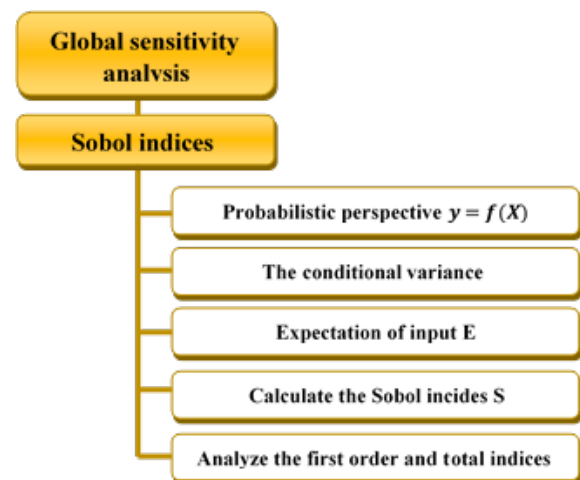 Global sensitivity
analvsis
Sobol indices
Probabilistic perspective y = f(X)
The conditional variance
Expectation of input E
Calculate the Sobol incides S
Analyze the first order and total indices